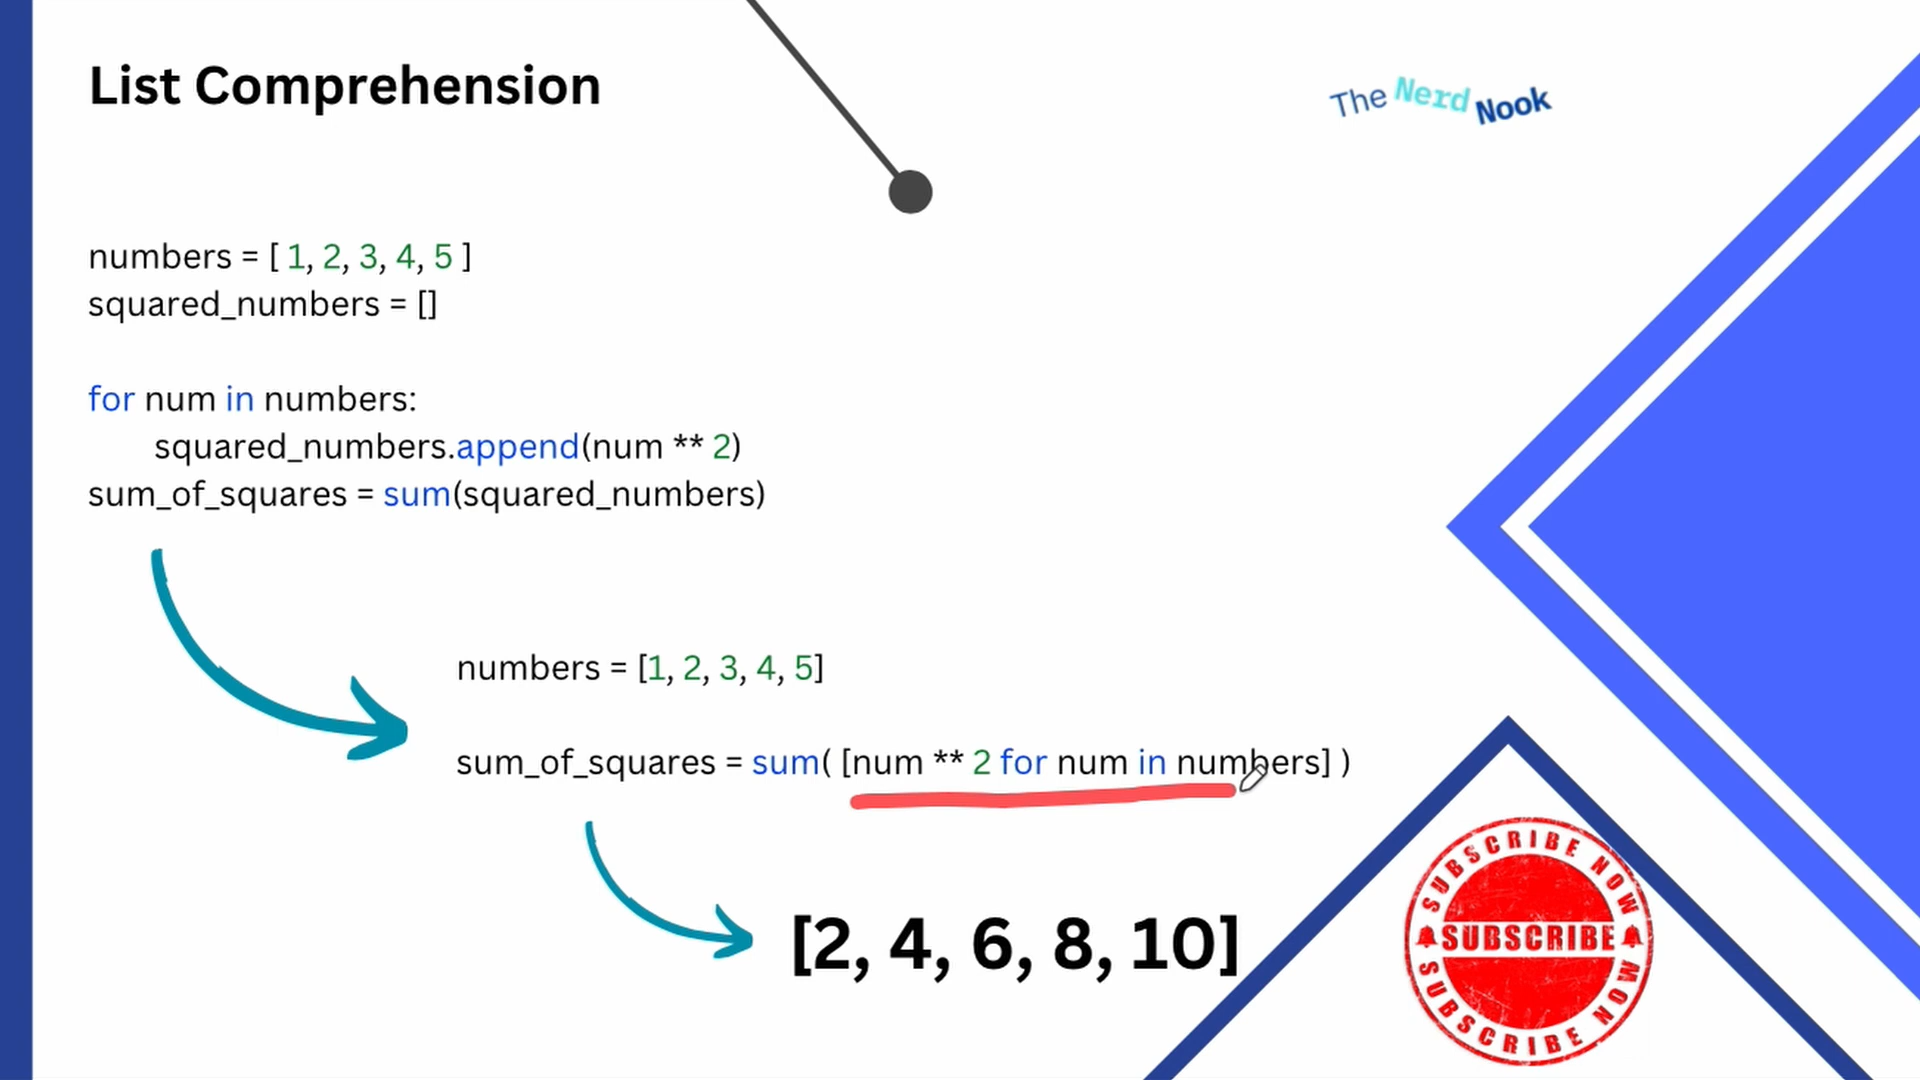 List Comprehension
The Nerd Nook
numbers = [ 1, 2, 3, 4, 5 ]
squared_numbers = []
for num in numbers:
squared_numbers.append(num ** 2)
sum_of_squares = sum(squared_numbers)
numbers = [1, 2, 3, 4, 5]
sum_of_squares = sum( [num ** 2 for num in numbers] )
[2, 4, 6, 8, 10]
SUBSCRIBE NOW
SUBSCRIBE
SUBSCRIBE NOW